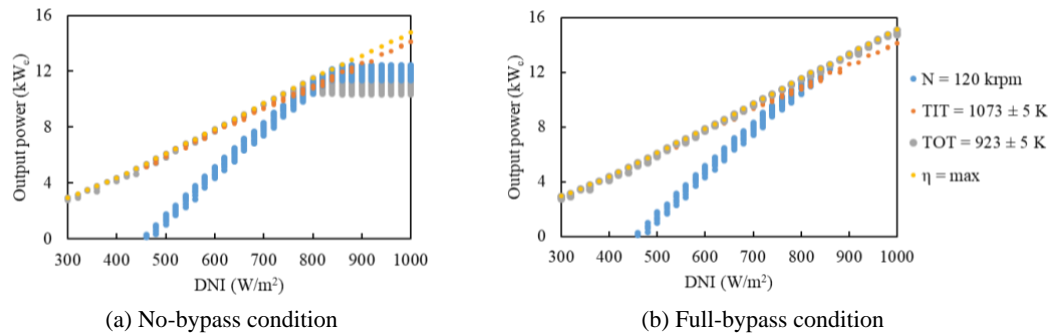 16
12
8
4
0
Output power (kWe)
300 400 500 600 700 800 900 1000
DNI (W/m²)
(a) No-bypass condition
16
12
8
4
0
Output power (kWe)
300 400 500 600 700 800 900 1000
DNI (W/m²)
(b) Full-bypass condition
N = 120 krpm
TIT = 1073 ± 5 K
TOT = 923 ± 5 K
η = max